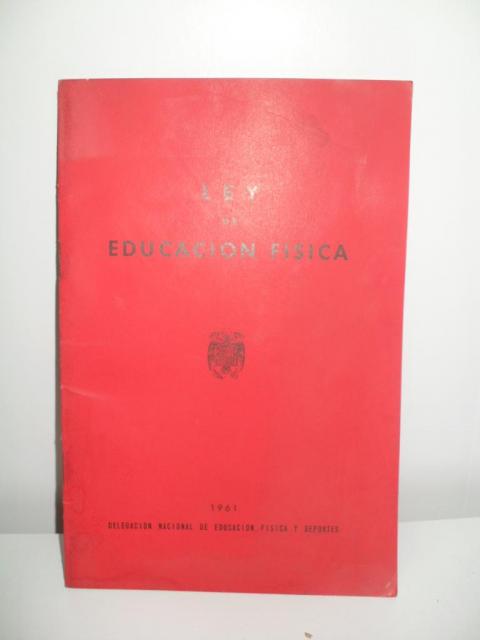 LEY
DE
EDUCACION FISICA
1961
DELEGACION NACIONAL DE EDUCACION FISICA Y DEPORTES